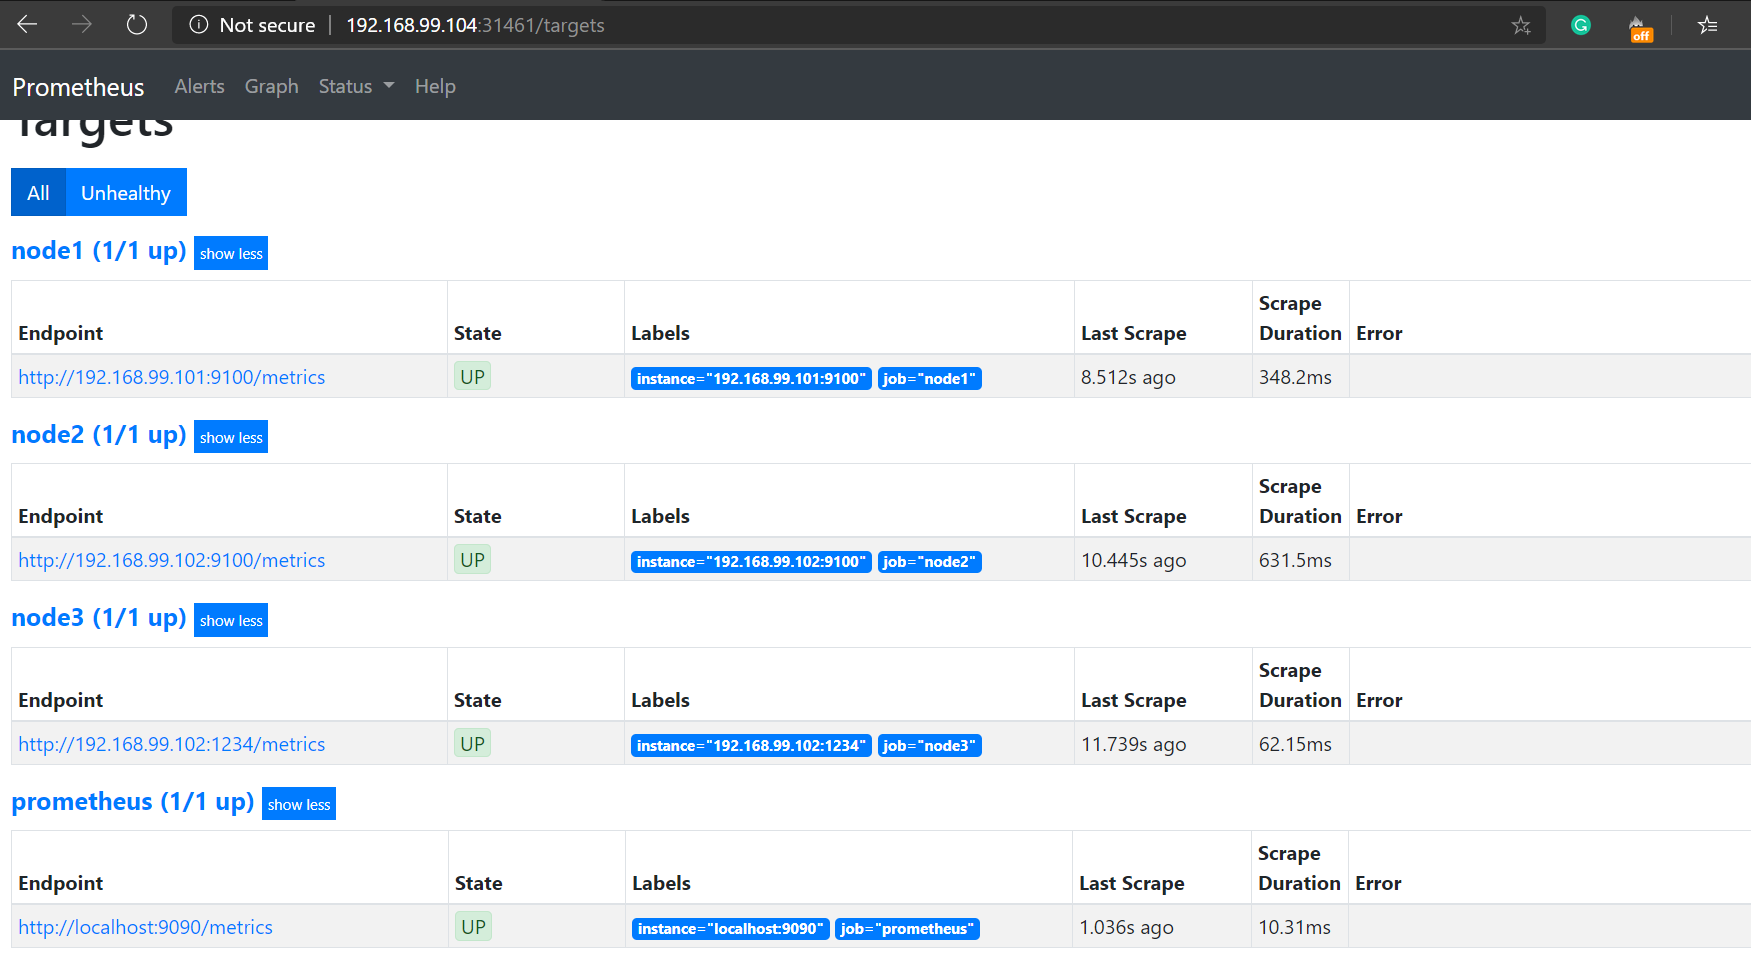 Not secure | 192.168.99.104:31461/targets
G
off
Prometheus Alerts Graph Status Help
Targets
All Unhealthy
node1 (1/1 up) show less
Endpoint State Labels Last Scrape Scrape Duration Error
http://192.168.99.101:9100/metrics UP instance="192.168.99.101:9100" job="node1" 8.512s ago 348.2ms
node2 (1/1 up) show less
Endpoint State Labels Last Scrape Scrape Duration Error
http://192.168.99.102:9100/metrics UP instance="192.168.99.102:9100" job="node2" 10.445s ago 631.5ms
node3 (1/1 up) show less
Endpoint State Labels Last Scrape Scrape Duration Error
http://192.168.99.102:1234/metrics UP instance="192.168.99.102:1234" job="node3" 11.739s ago 62.15ms
prometheus (1/1 up) show less
Endpoint State Labels Last Scrape Scrape Duration Error
http://localhost:9090/metrics UP instance="localhost:9090" job="prometheus" 1.036s ago 10.31ms